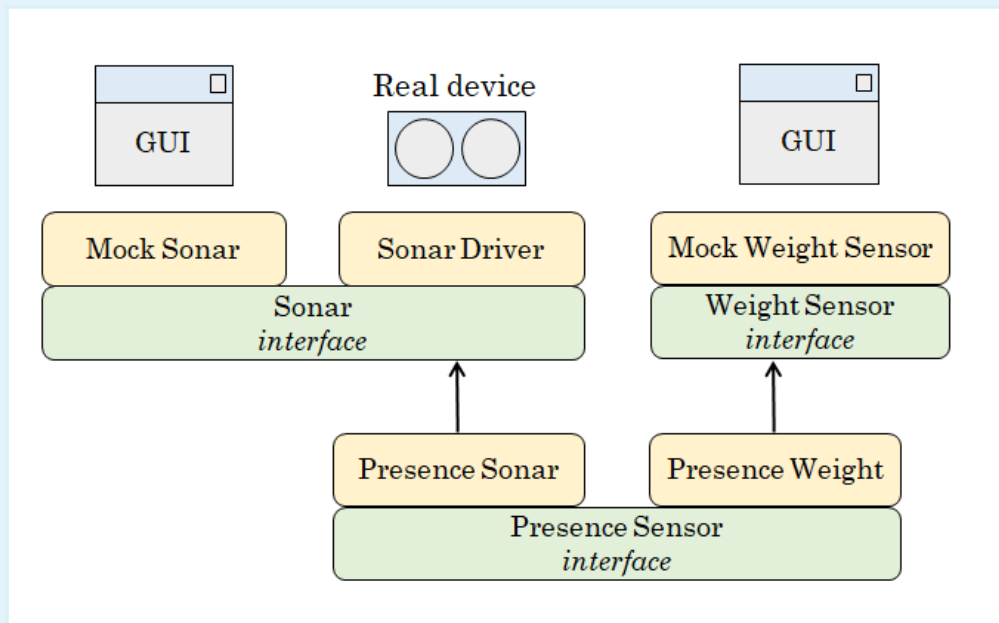 Real device
GUI
GUI
Mock Sonar
Sonar Driver
Mock Weight Sensor
Sonar
interface
Weight Sensor
interface
Presence Sonar
Presence Weight
Presence Sensor
interface